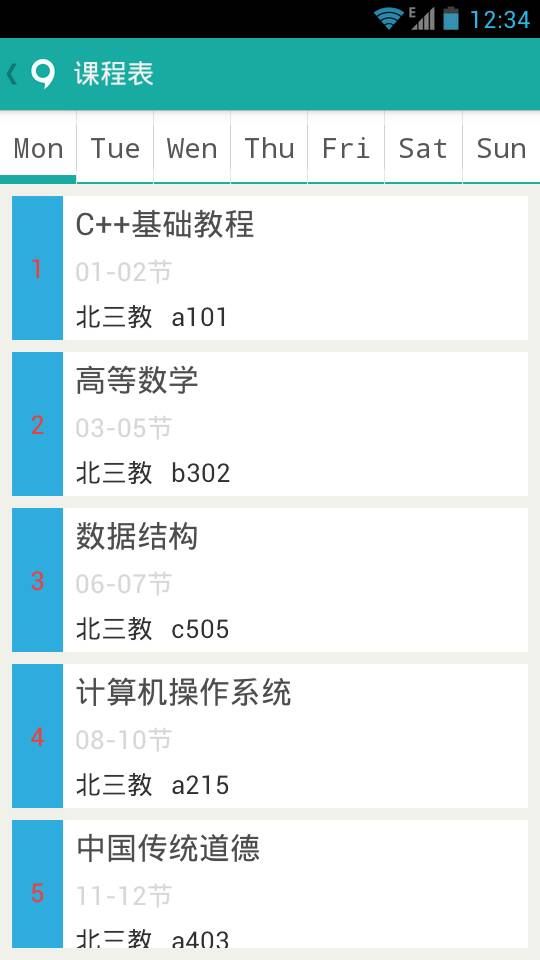 E 12:34
课程表
Mon Tue Wen Thu Fri Sat Sun
1
C++基础教程
01-02节
北三教 a101
2
高等数学
03-05节
北三教 b302
3
数据结构
06-07节
北三教 c505
4
计算机操作系统
08-10节
北三教 a215
5
中国传统道德
11-12节
北三教 a403